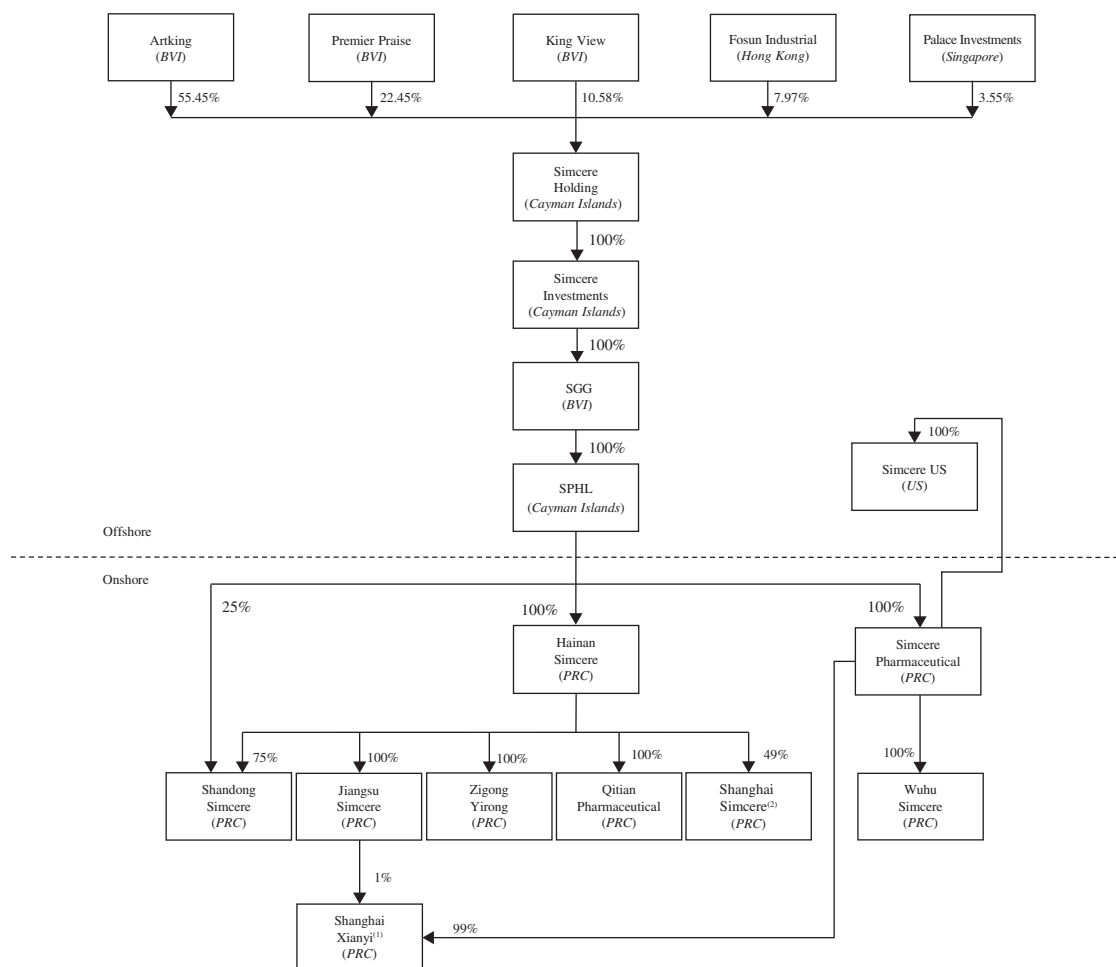 Artking
(BVI)
Premier Praise
(BVI)
King View
(BVI)
Fosun Industrial
(Hong Kong)
Palace Investments
(Singapore)
55.45%
22.45%
10.58%
7.97%
3.55%
Simcere
Holding
(Cayman Islands)
100%
Simcere
Investments
(Cayman Islands)
100%
SGG
(BVI)
100%
100%
Simcere US
(US)
SPHL
(Cayman Islands)
Offshore
Onshore
25%
100%
100%
Hainan
Simcere
(PRC)
Simcere
Pharmaceutical
(PRC)
75%
100%
100%
100%
49%
100%
Shandong
Simcere
(PRC)
Jiangsu
Simcere
(PRC)
Zigong
Yirong
(PRC)
Qitian
Pharmaceutical
(PRC)
Shanghai
Simcere(2)
(PRC)
Wuhu
Simcere
(PRC)
1%
Shanghai
Xianyi(1)
(PRC)
99%